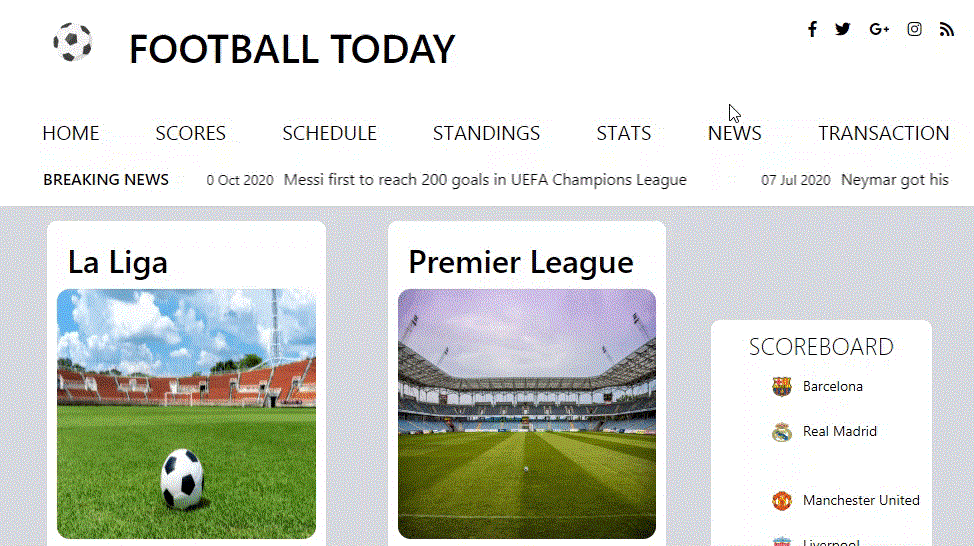 FOOTBALL TODAY
HOME SCORES SCHEDULE STANDINGS STATS NEWS TRANSACTION
BREAKING NEWS 0 Oct 2020 Messi first to reach 200 goals in UEFA Champions League 07 Jul 2020 Neymar got his
La Liga
Premier League
SCOREBOARD
Barcelona
Real Madrid
Manchester United
Liverpool